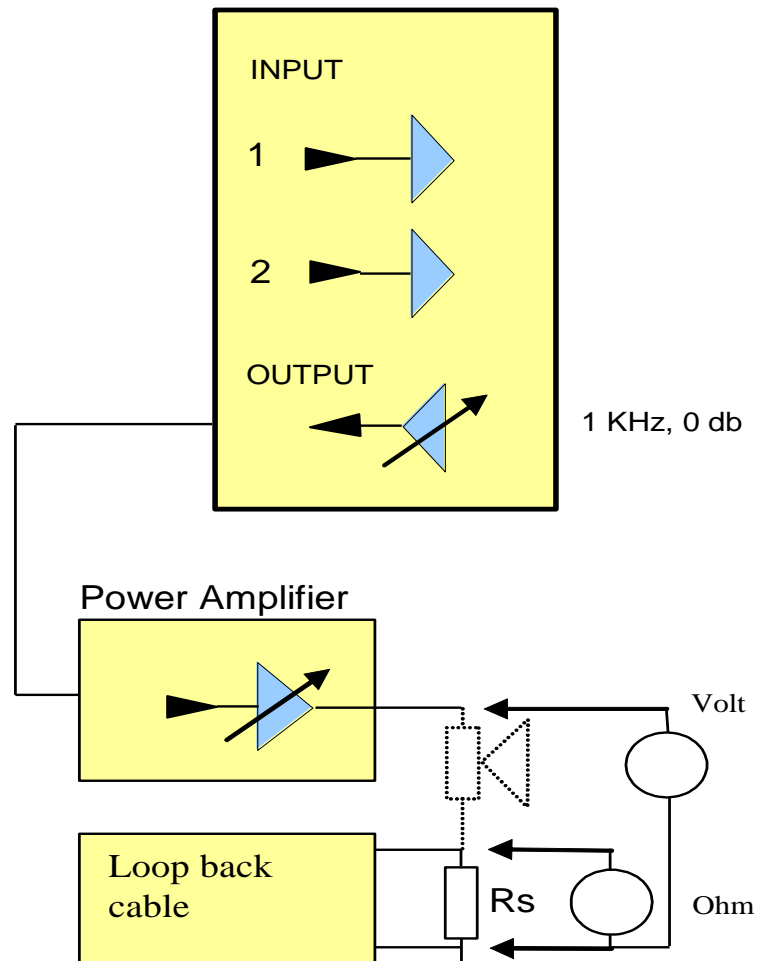 INPUT
1
2
OUTPUT
1 KHz, 0 db
Power Amplifier
Volt
Loop back
cable
Rs
Ohm